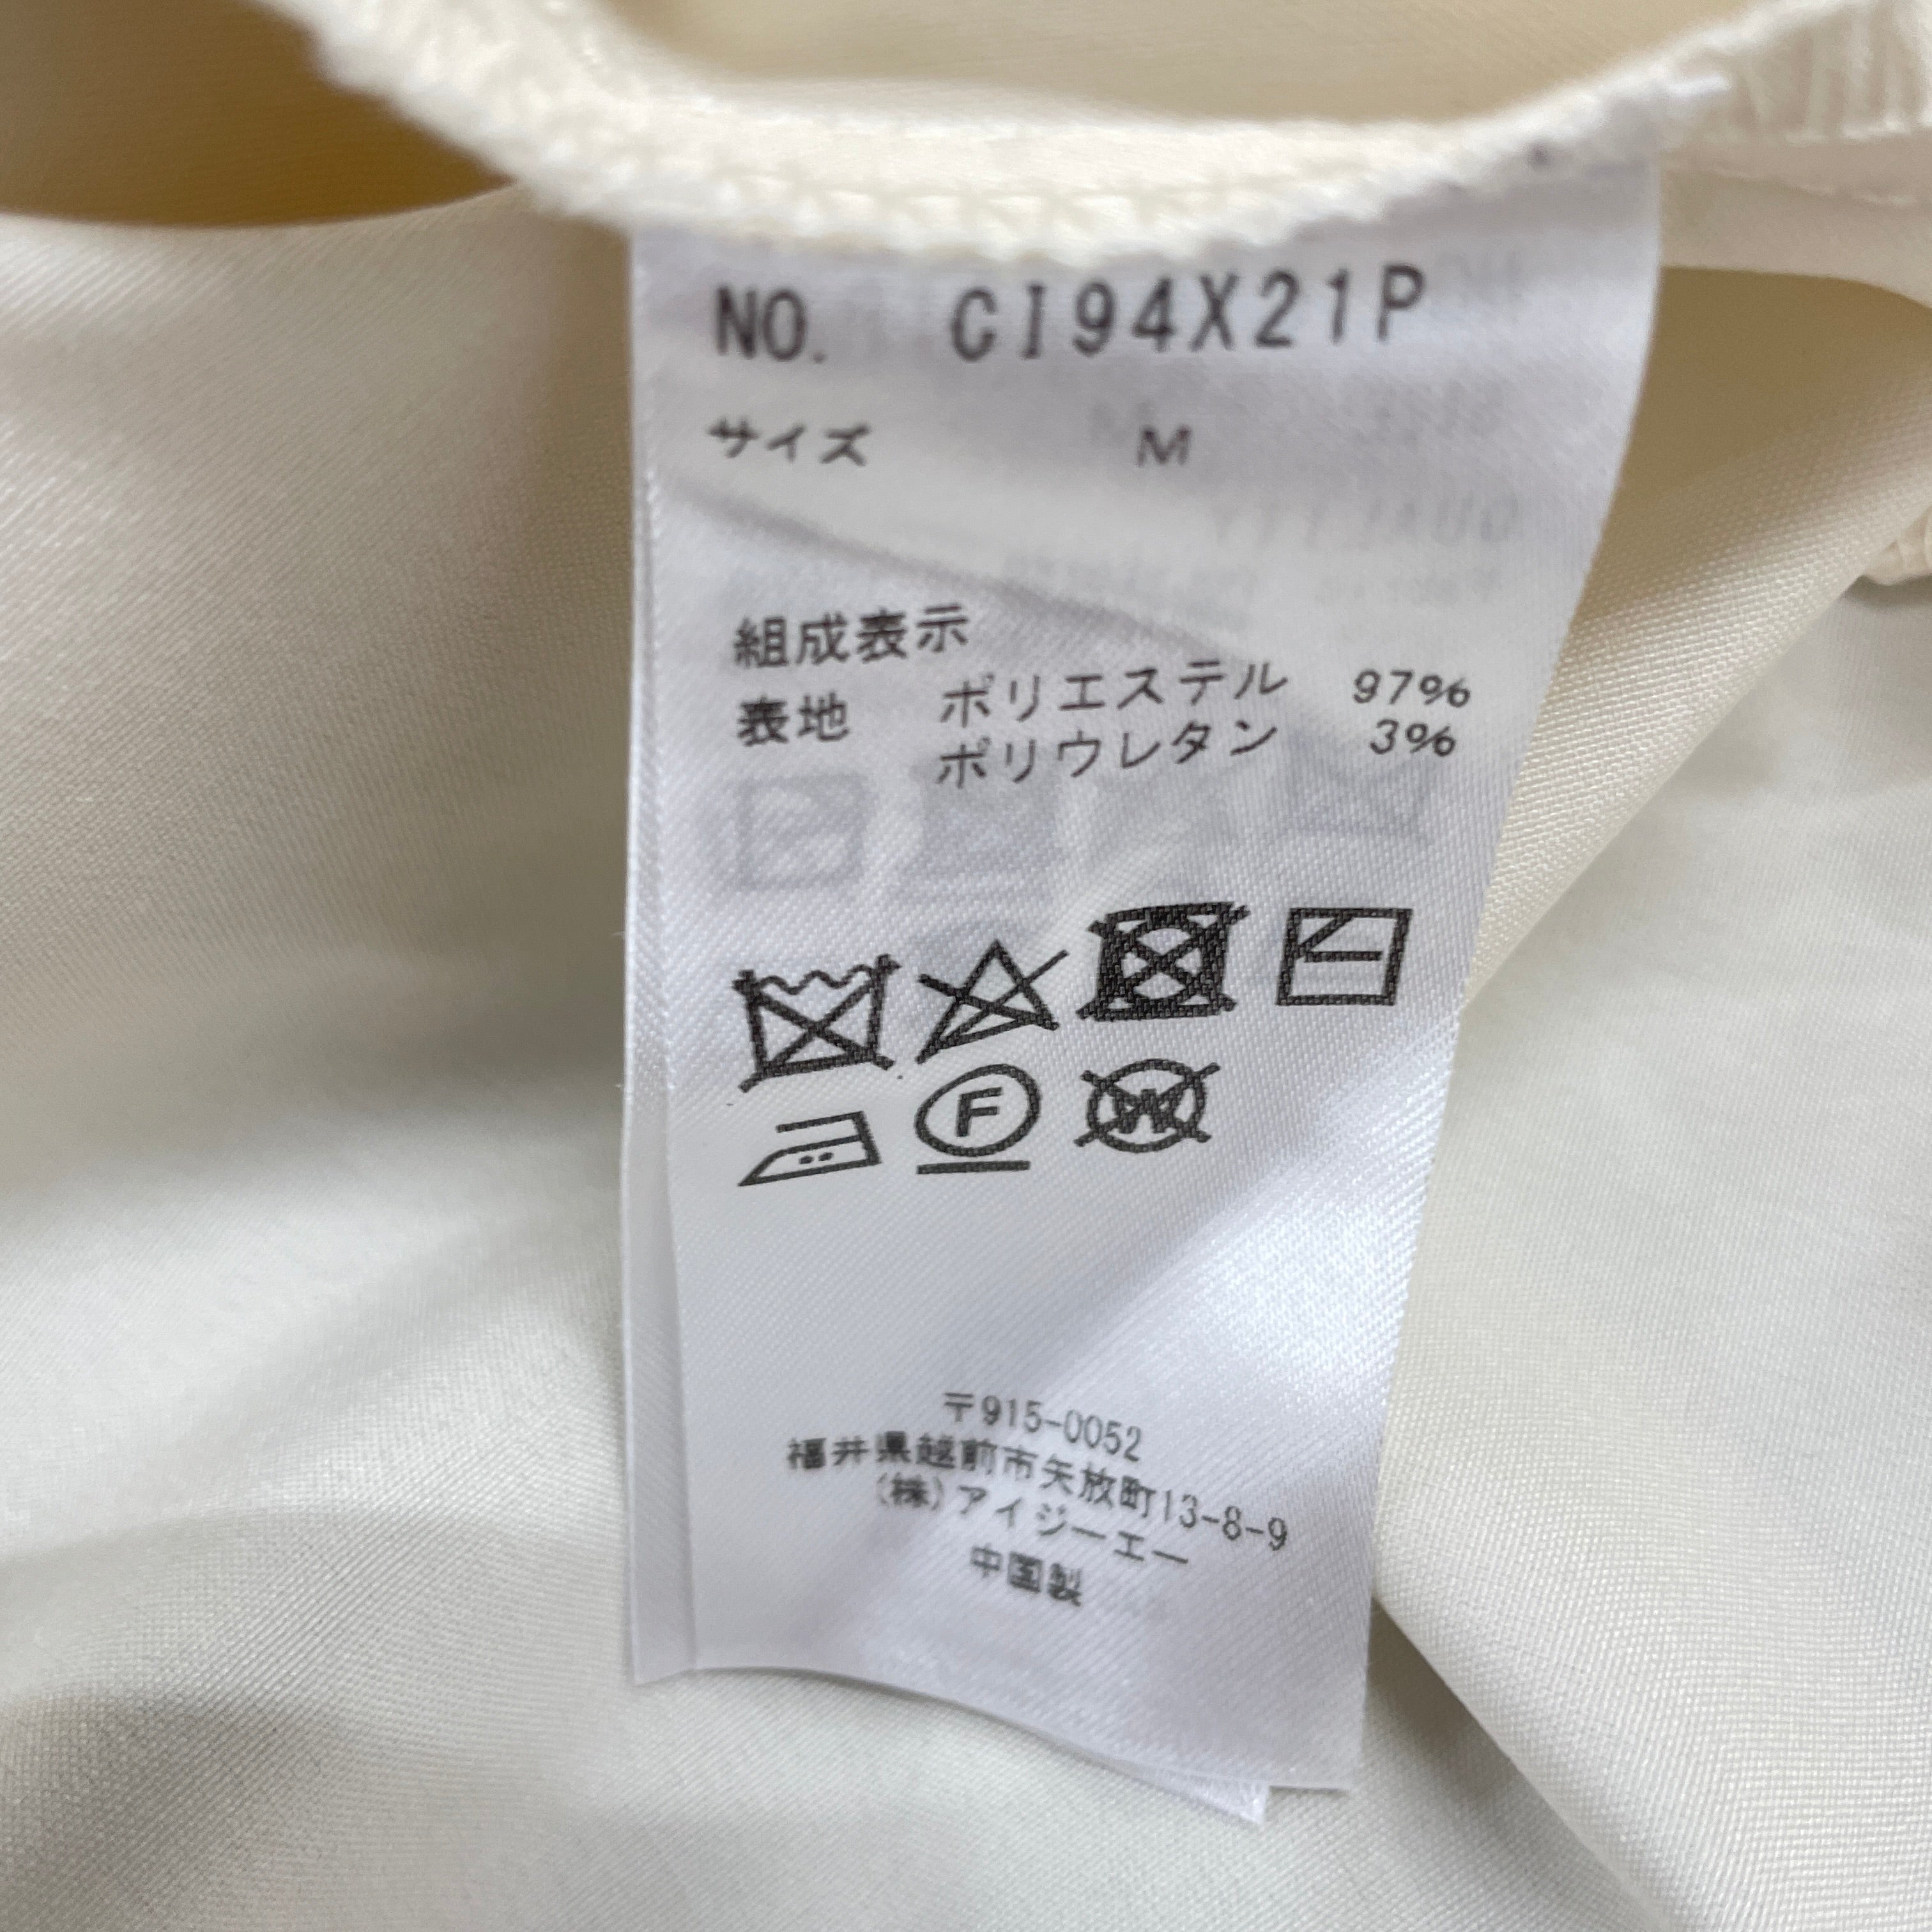 NO. CI94X21P
サイズ M
組成表示
表地 ポリエステル 97%
ポリウレタン 3%
F
W
〒915-0052
福井県越前市矢放町13-8-9
(株)アイジーエー
中国製